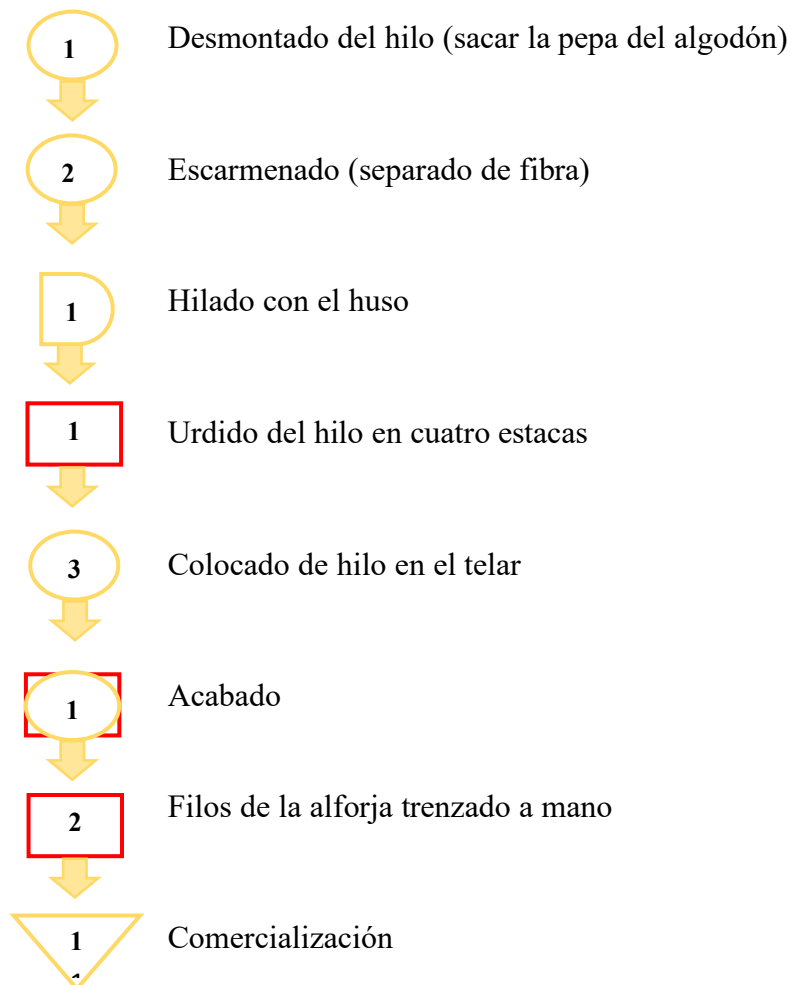 1 Desmontado del hilo (sacar la pepa del algodón)
2 Escarmenado (separado de fibra)
1 Hilado con el huso
1 Urdido del hilo en cuatro estacas
3 Colocado de hilo en el telar
1 Acabado
2 Filos de la alforja trenzado a mano
1 Comercialización